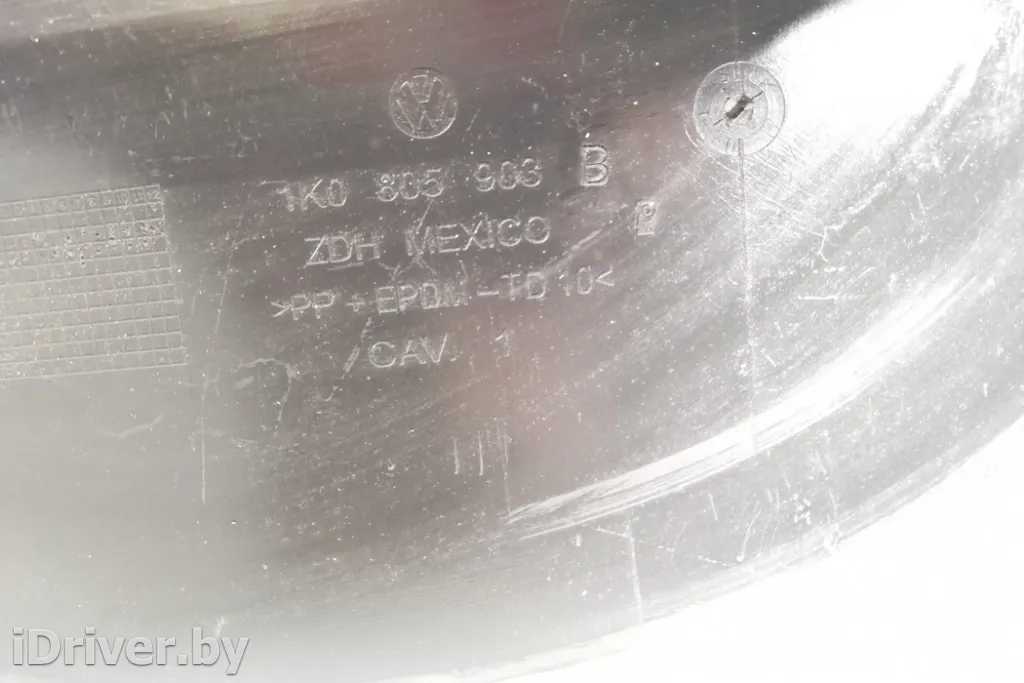 1K0 805 903 B
ZDH MEXICO
>PP+EPDM-TD10<
CAV. 1
iDriver.by